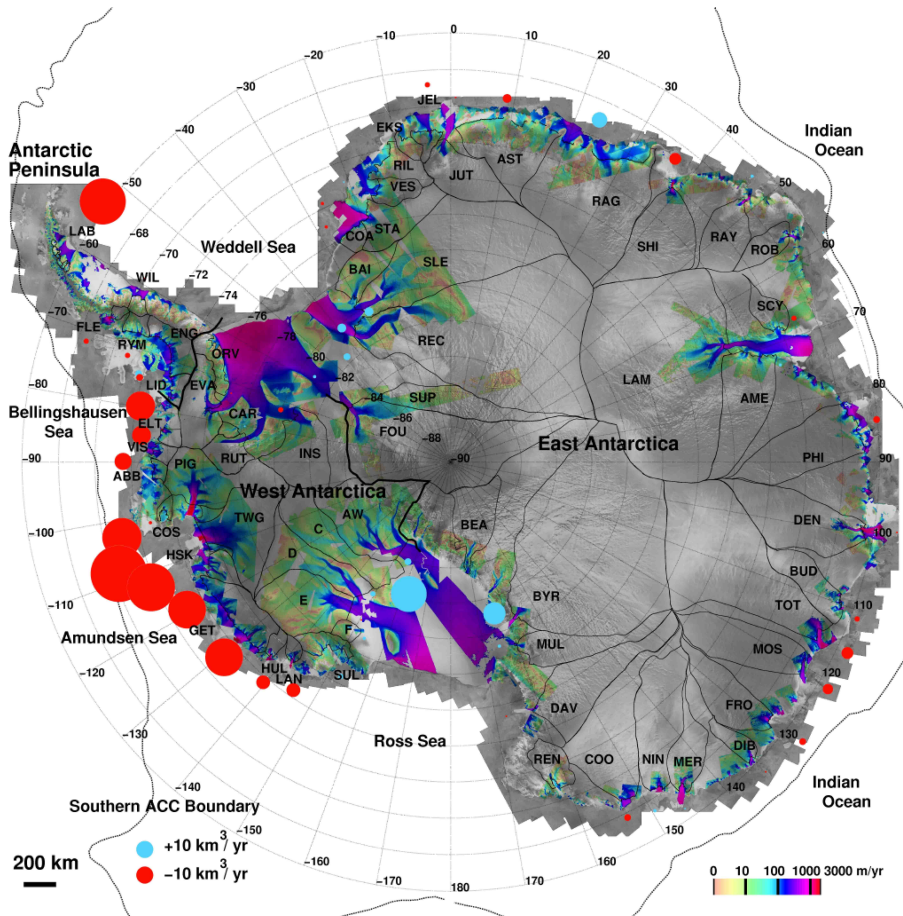 -10
0
10
20
30
40
50
60
70
80
90
100
110
120
130
140
150
160
180
-170
-160
-150
-140
-130
-120
-110
-100
-90
-80
-70
-60
-50
-40
-30
-20
-68
-70
-72
-74
-76
-78
-80
-82
-84
-86
-88
-90
Antarctic
Peninsula
Weddell Sea
Indian
Ocean
LAB
WIL
FLE
RYM
ENG
LID
EVA
ORV
CAR
RUT
INS
SUP
FOU
REC
SLE
BAI
COA
STA
VES
RIL
EKS
JEL
JUT
AST
RAG
SHI
RAY
ROB
SCY
LAM
AME
PHI
DEN
BUD
TOT
MOS
FRO
DIB
MER
NIN
COO
REN
DAV
MUL
BYR
BEA
Bellingshausen
Sea
ELT
VIS
ABB
PIG
COS
HSK
TWG
GET
HUL
LAN
SUL
AW
C
D
E
F
West Antarctica
East Antarctica
Amundsen Sea
Ross Sea
Indian
Ocean
Southern ACC Boundary
+10 km3/ yr
−10 km3/ yr
200 km
0 10 100 1000 3000 m/yr